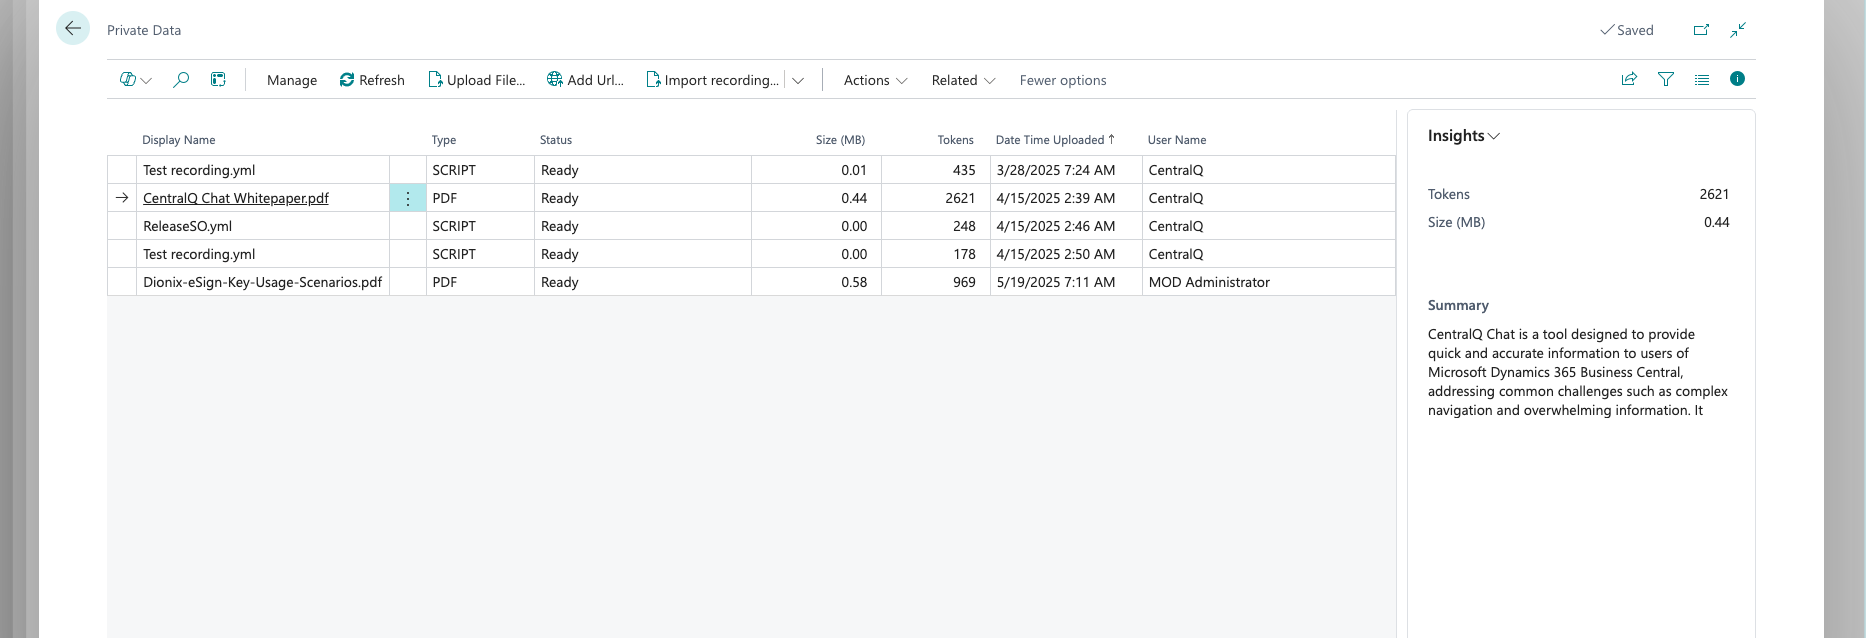 Private Data
Saved
Manage Refresh Upload File... Add Url... Import recording... Actions Related Fewer options
Display Name Type Status Size (MB) Tokens Date Time Uploaded ↑ User Name
Test recording.yml SCRIPT Ready 0.01 435 3/28/2025 7:24 AM CentralQ
CentralQ Chat Whitepaper.pdf PDF Ready 0.44 2621 4/15/2025 2:39 AM CentralQ
ReleaseSO.yml SCRIPT Ready 0.00 248 4/15/2025 2:46 AM CentralQ
Test recording.yml SCRIPT Ready 0.00 178 4/15/2025 2:50 AM CentralQ
Dionix-eSign-Key-Usage-Scenarios.pdf PDF Ready 0.58 969 5/19/2025 7:11 AM MOD Administrator
Insights
Tokens 2621
Size (MB) 0.44
Summary
CentralQ Chat is a tool designed to provide
quick and accurate information to users of
Microsoft Dynamics 365 Business Central,
addressing common challenges such as complex
navigation and overwhelming information. It